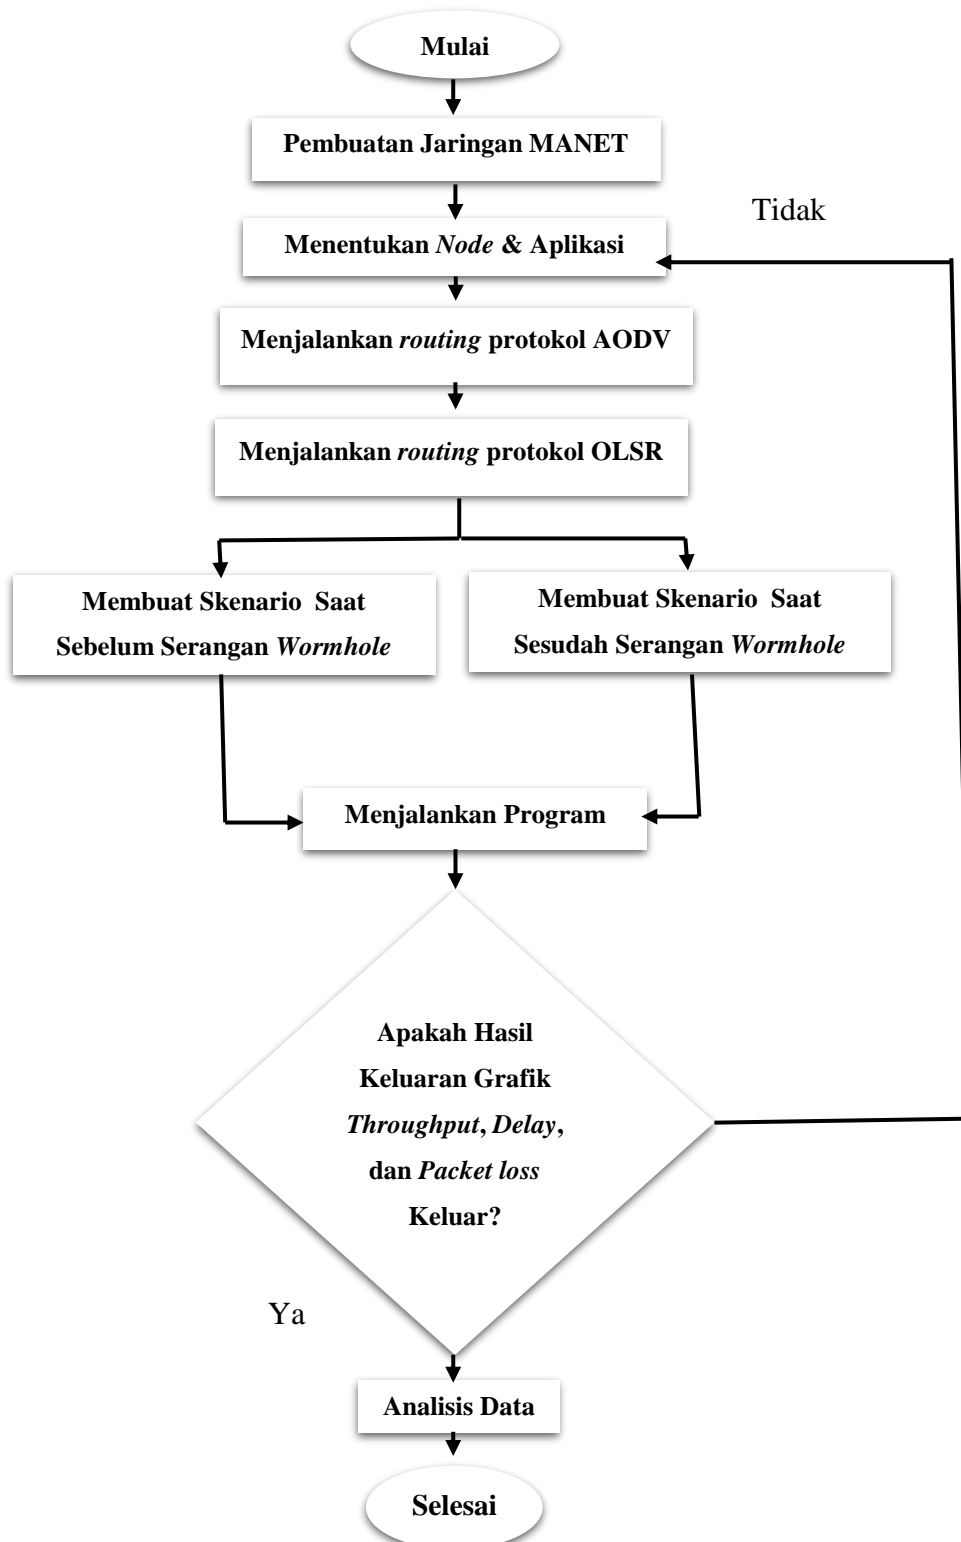 Mulai
Pembuatan Jaringan MANET
Tidak
Menentukan Node & Aplikasi
Menjalankan routing protokol AODV
Menjalankan routing protokol OLSR
Membuat Skenario Saat
Sebelum Serangan Wormhole
Membuat Skenario Saat
Sesudah Serangan Wormhole
Menjalankan Program
Apakah Hasil
Keluaran Grafik
Throughput, Delay,
dan Packet loss
Keluar?
Ya
Analisis Data
Selesai